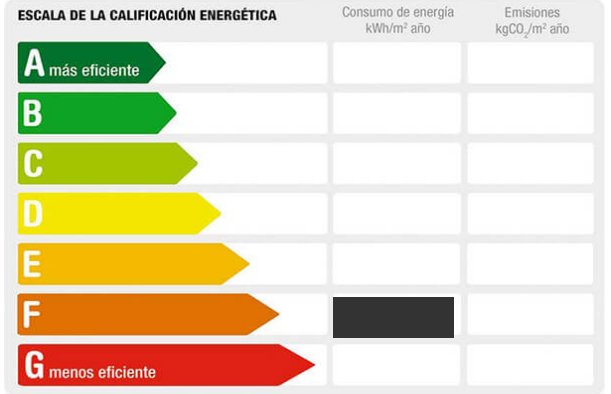 ESCALA DE LA CALIFICACIÓN ENERGÉTICA
Consumo de energía
kWh/m² año
Emisiones
kgCO₂/m² año
A más eficiente
B
C
D
E
F
G menos eficiente